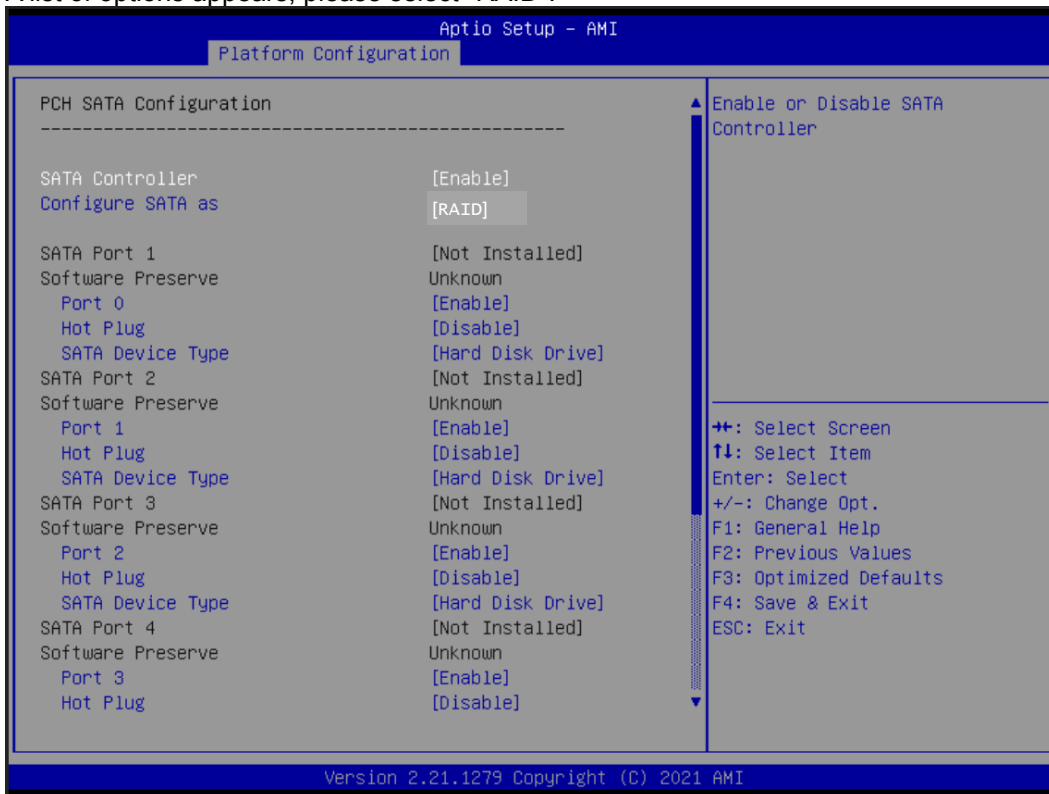 A list of options appears, please select "RAID".
Aptio Setup – AMI
Platform Configuration
PCH SATA Configuration
--------------------------------------------------
SATA Controller [Enable]
Configure SATA as [RAID]
SATA Port 1 [Not Installed]
Software Preserve Unknown
Port 0 [Enable]
Hot Plug [Disable]
SATA Device Type [Hard Disk Drive]
SATA Port 2 [Not Installed]
Software Preserve Unknown
Port 1 [Enable]
Hot Plug [Disable]
SATA Device Type [Hard Disk Drive]
SATA Port 3 [Not Installed]
Software Preserve Unknown
Port 2 [Enable]
Hot Plug [Disable]
SATA Device Type [Hard Disk Drive]
SATA Port 4 [Not Installed]
Software Preserve Unknown
Port 3 [Enable]
Hot Plug [Disable]
Enable or Disable SATA
Controller
→←: Select Screen
↑↓: Select Item
Enter: Select
+/-: Change Opt.
F1: General Help
F2: Previous Values
F3: Optimized Defaults
F4: Save & Exit
ESC: Exit
Version 2.21.1279 Copyright (C) 2021 AMI